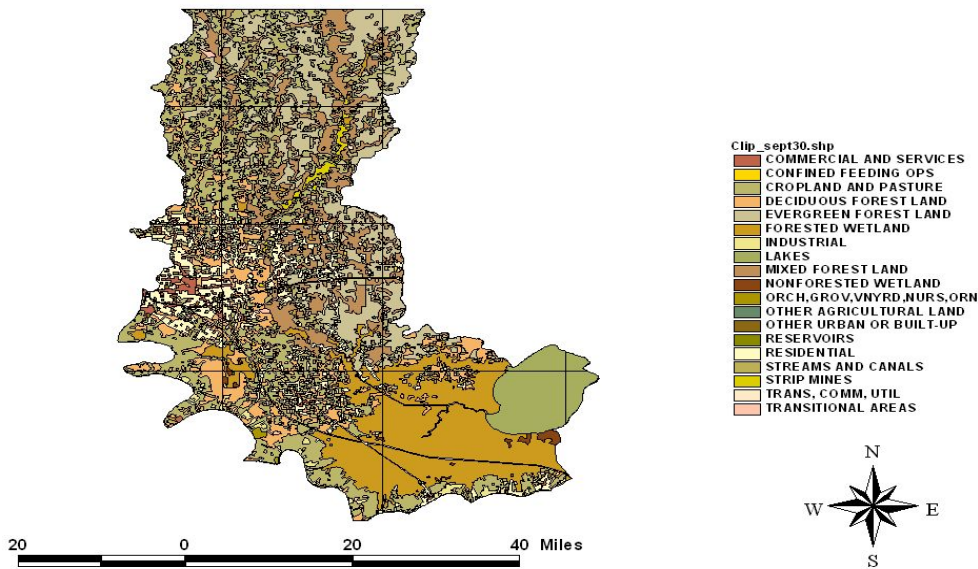 Clip_sept30.shp
COMMERCIAL AND SERVICES
CONFINED FEEDING OPS
CROPLAND AND PASTURE
DECIDUOUS FOREST LAND
EVERGREEN FOREST LAND
FORESTED WETLAND
INDUSTRIAL
LAKES
MIXED FOREST LAND
NONFORESTED WETLAND
ORCH,GROV,VNYRD,NURS,ORN
OTHER AGRICULTURAL LAND
OTHER URBAN OR BUILT-UP
RESERVOIRS
RESIDENTIAL
STREAMS AND CANALS
STRIP MINES
TRANS, COMM, UTIL
TRANSITIONAL AREAS
N
W E
S
20 0 20 40 Miles